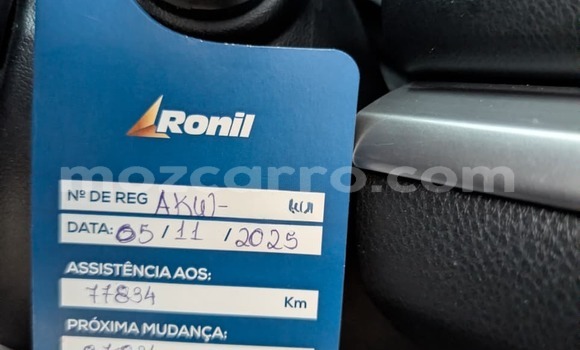 Ronil
Nº DE REG AKW-
DATA: 05/11/2025
mozcarro.com
ASSISTÊNCIA AOS:
77834 Km
PRÓXIMA MUDANÇA: